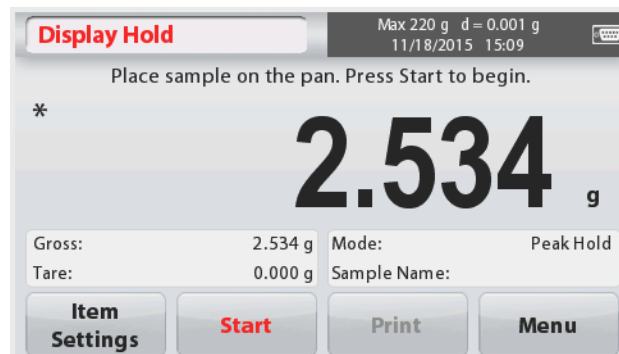 Display Hold
Max 220 g d = 0.001 g
11/18/2015 15:09
Place sample on the pan. Press Start to begin.
*
2.534 g
Gross: 2.534 g Mode: Peak Hold
Tare: 0.000 g Sample Name:
Item Settings
Start
Print
Menu